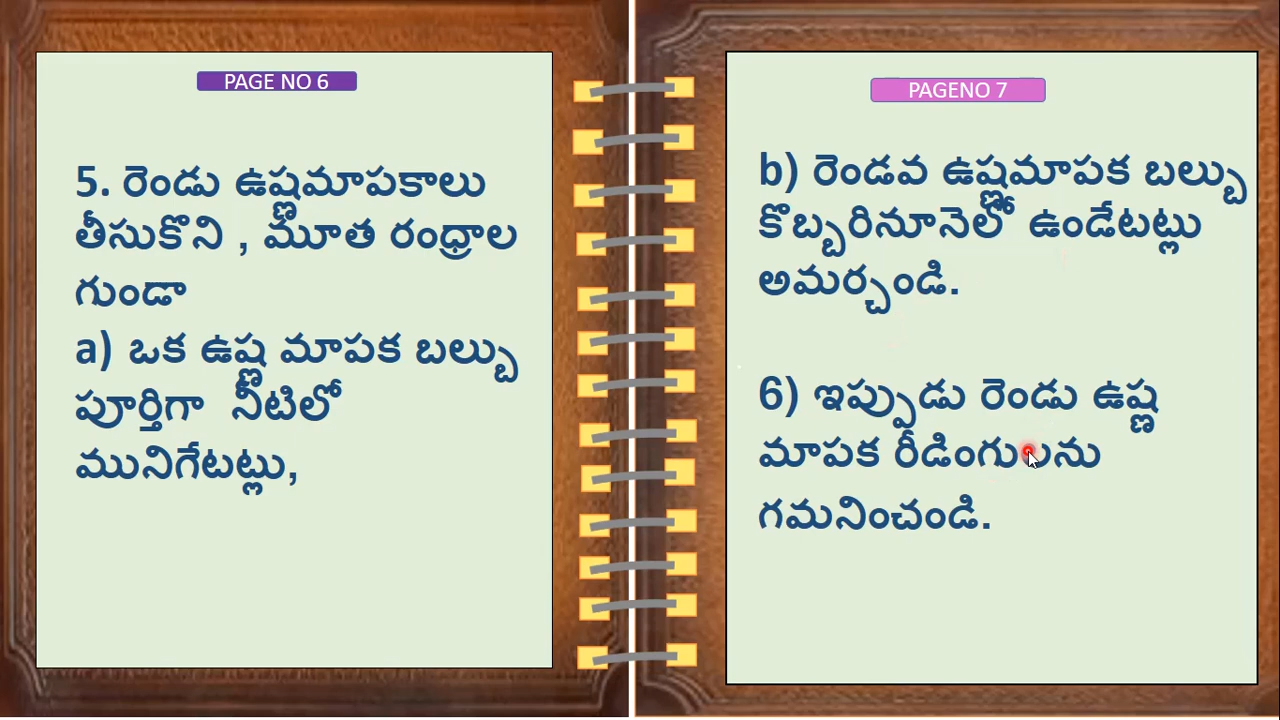 PAGE NO 6
5. రెండు ఉష్ణమాపకాలు
తీసుకొని , మూత రంధ్రాల
గుండా
a) ఒక ఉష్ణ మాపక బల్బు
పూర్తిగా నీటిలో
మునిగేటట్లు,
PAGENO 7
b) రెండవ ఉష్ణమాపక బల్బు
కొబ్బరినూనెలో ఉండేటట్లు
అమర్చండి.
6) ఇప్పుడు రెండు ఉష్ణ
మాపక రీడింగులను
గమనించండి.